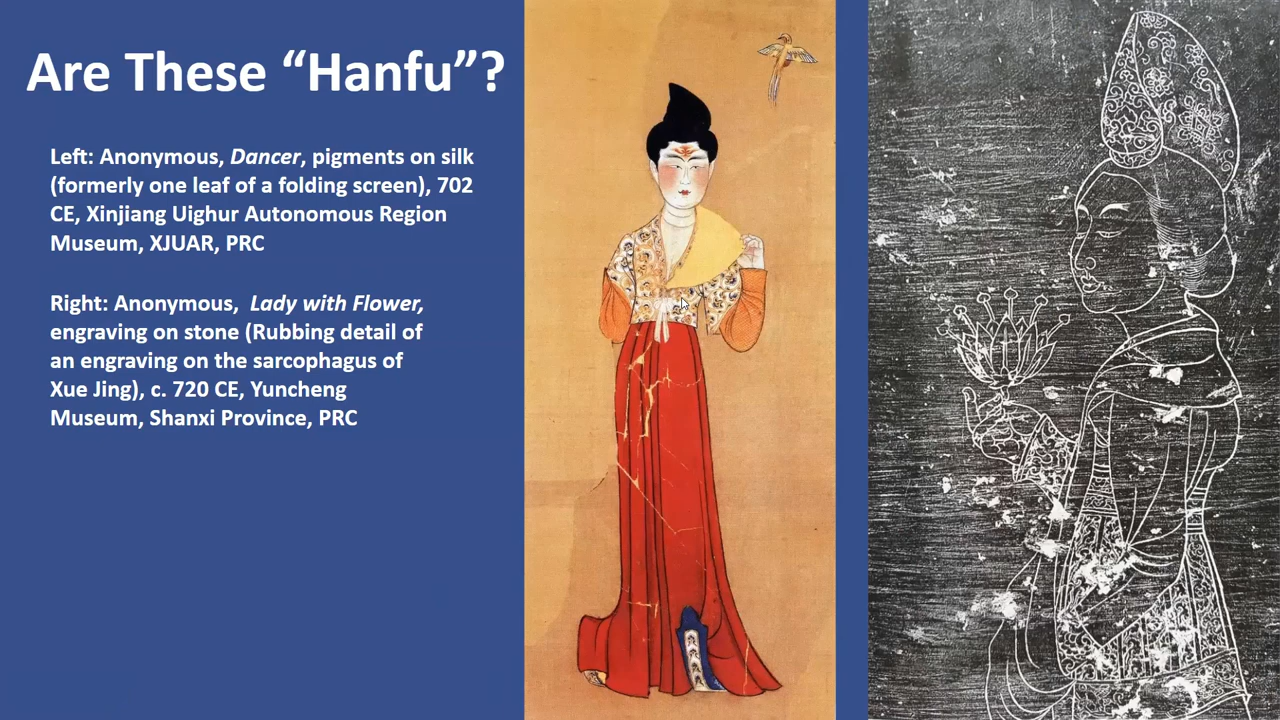 Are These “Hanfu”?
Left: Anonymous, Dancer, pigments on silk
(formerly one leaf of a folding screen), 702
CE, Xinjiang Uighur Autonomous Region
Museum, XJUAR, PRC
Right: Anonymous,  Lady with Flower,
engraving on stone (Rubbing detail of
an engraving on the sarcophagus of
Xue Jing), c. 720 CE, Yuncheng
Museum, Shanxi Province, PRC